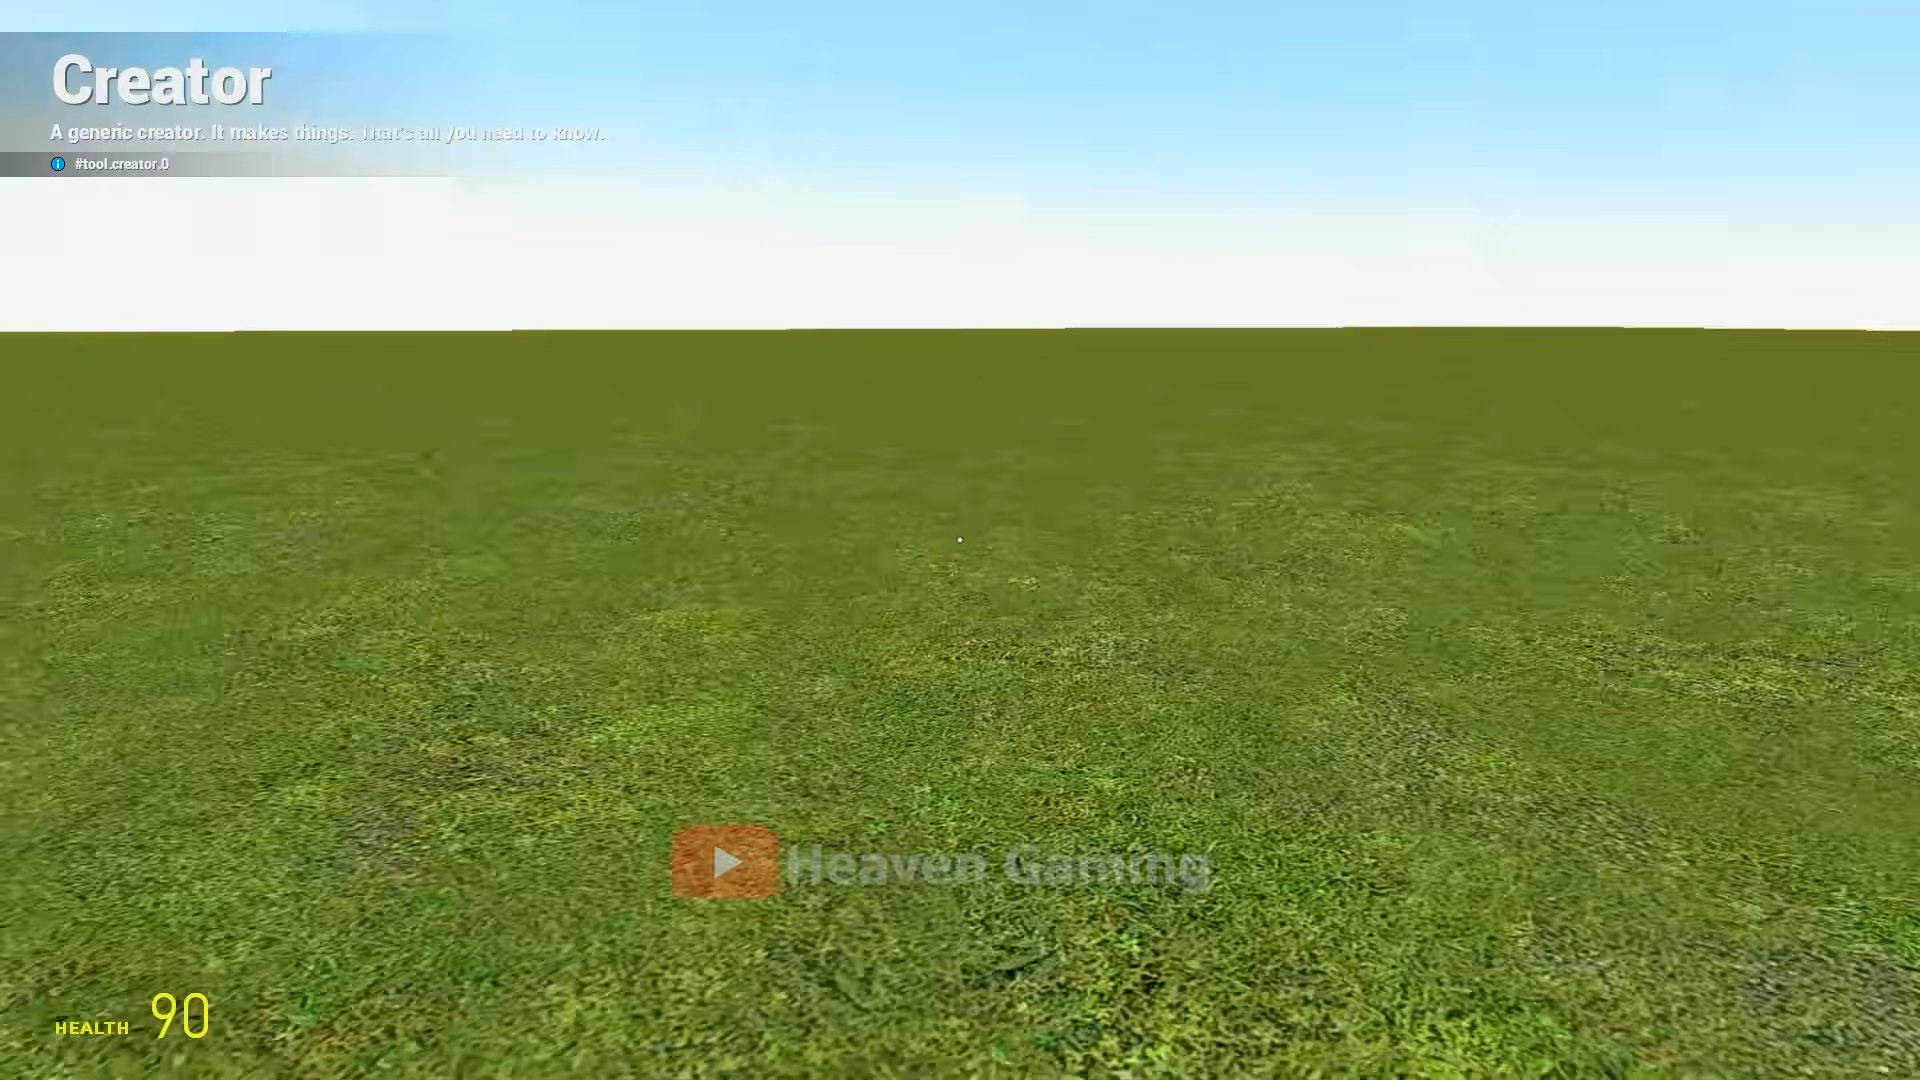 Creator
A generic creator. It makes things. That's all you need to know.
#tool.creator.0
Heaven Gaming
HEALTH 90